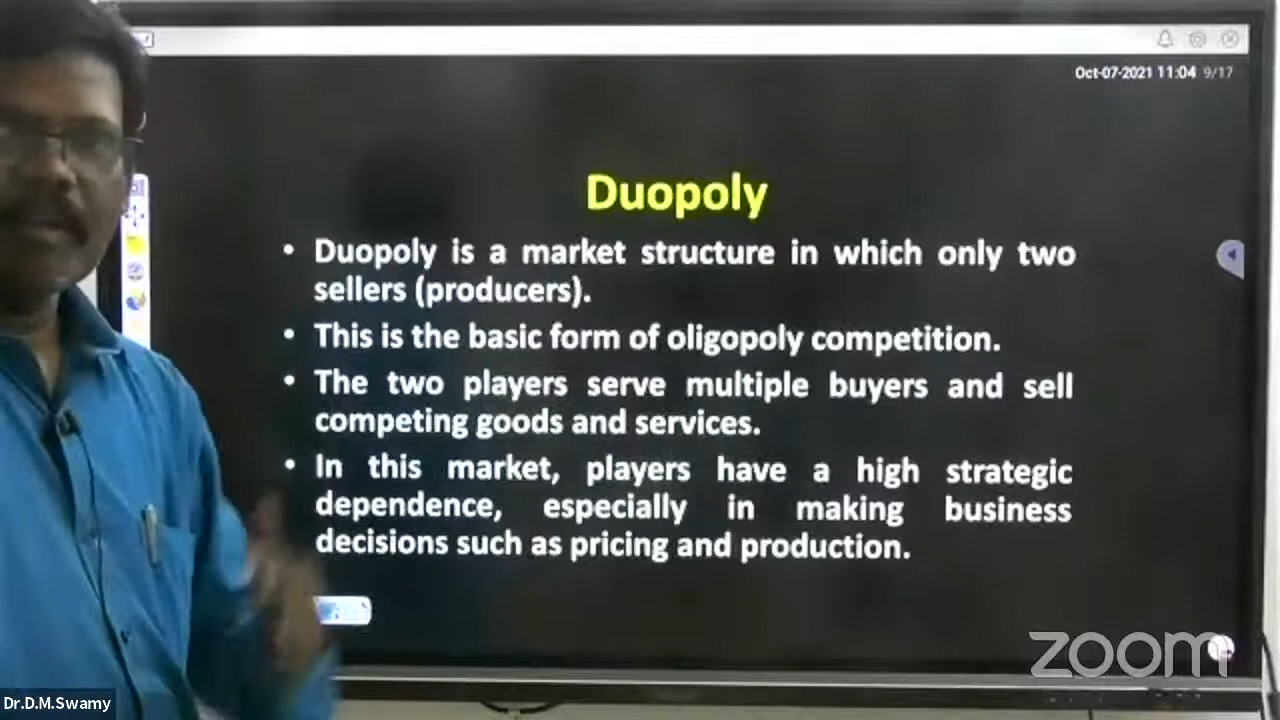 Oct-07-2021 11:04 9/17
Duopoly
• Duopoly is a market structure in which only two
sellers (producers).
• This is the basic form of oligopoly competition.
• The two players serve multiple buyers and sell
competing goods and services.
• In this market, players have a high strategic
dependence, especially in making business
decisions such as pricing and production.
zoom
Dr.D.M.Swamy